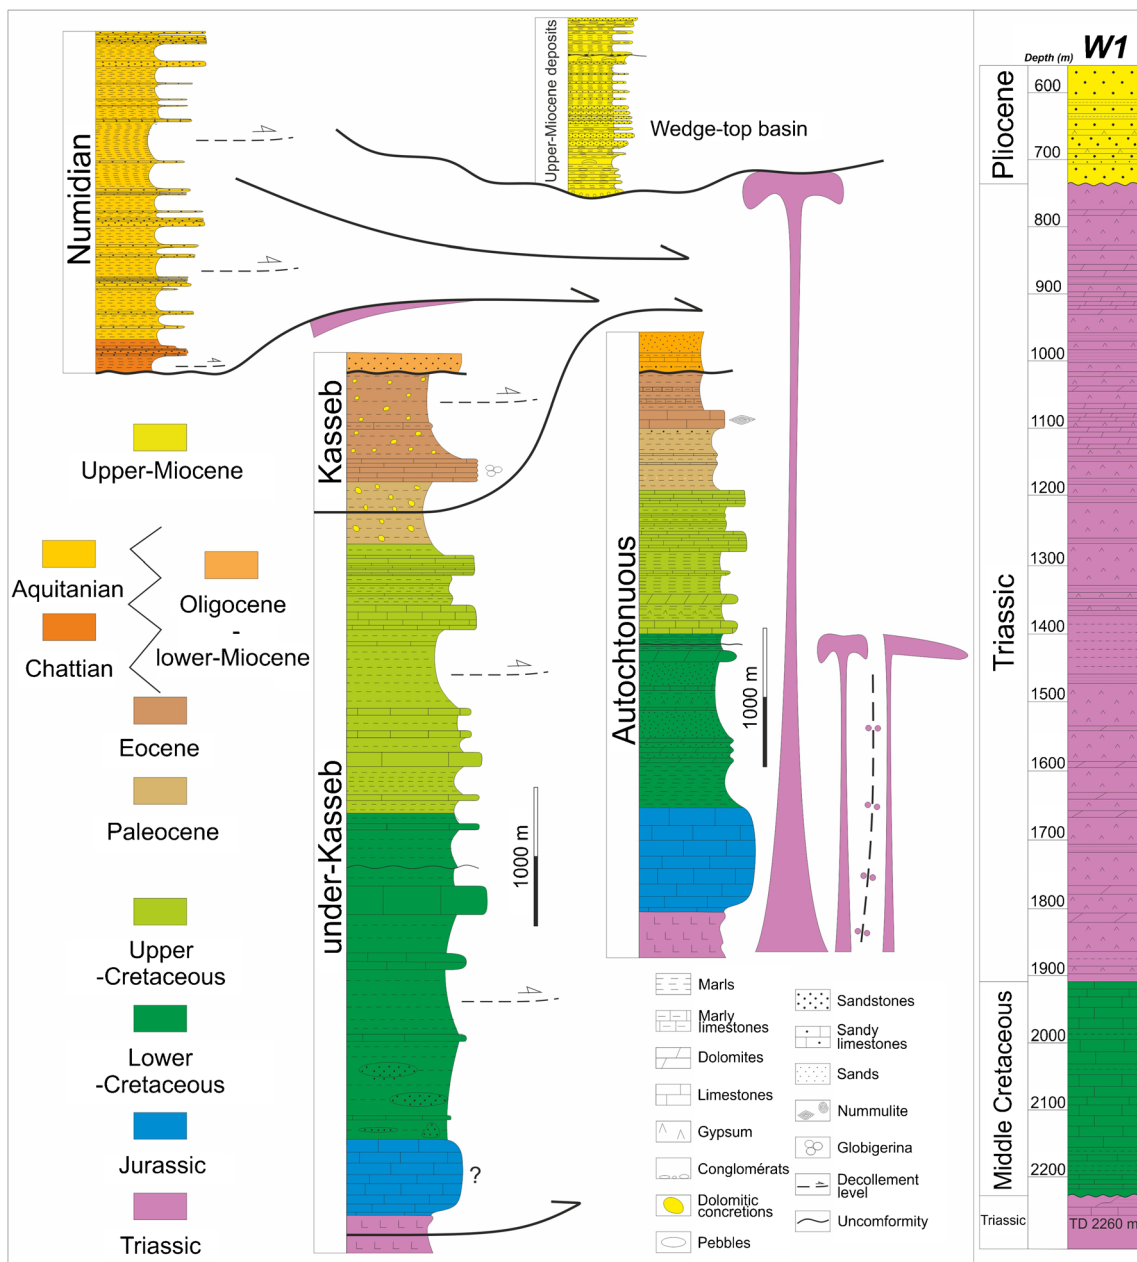 Numidian
Upper-Miocene deposits
Wedge-top basin
Kasseb
under-Kasseb
1000 m
?
Autochtonuous
1000 m
Upper-Miocene
Aquitanian
Chattian
Oligocene
-
lower-Miocene
Eocene
Paleocene
Upper
-Cretaceous
Lower
-Cretaceous
Jurassic
Triassic
Marls
Marly
limestones
Dolomites
Limestones
Gypsum
Conglomérats
Dolomitic
concretions
Pebbles
Sandstones
Sandy
limestones
Sands
Nummulite
Globigerina
Decollement
level
Uncomformity
W1
Depth (m)
Pliocene
Triassic
Middle Cretaceous
Triassic
600
700
800
900
1000
1100
1200
1300
1400
1500
1600
1700
1800
1900
2000
2100
2200
TD 2260 m